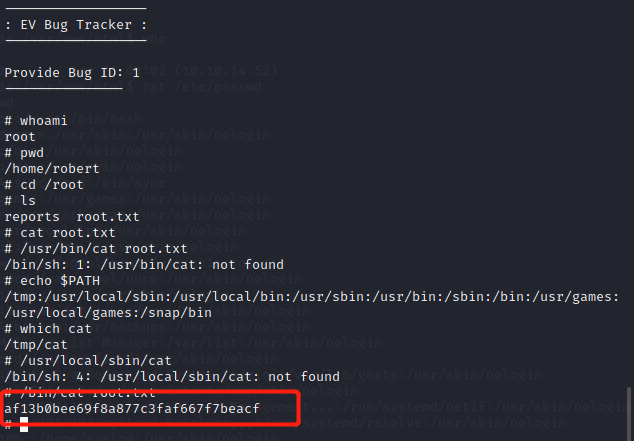 ------------------
: EV Bug Tracker :
------------------
Provide Bug ID: 1
---------------
# whoami
root
# pwd
/home/robert
# cd /root
# ls
reports  root.txt
# cat root.txt
# /usr/bin/cat root.txt
/bin/sh: 1: /usr/bin/cat: not found
# echo $PATH
/tmp:/usr/local/sbin:/usr/local/bin:/usr/sbin:/usr/bin:/sbin:/bin:/usr/games:
/usr/local/games:/snap/bin
# which cat
/tmp/cat
# /usr/local/sbin/cat
/bin/sh: 4: /usr/local/sbin/cat: not found
# /bin/cat root.txt
af13b0bee69f8a877c3faf667f7beacf
#